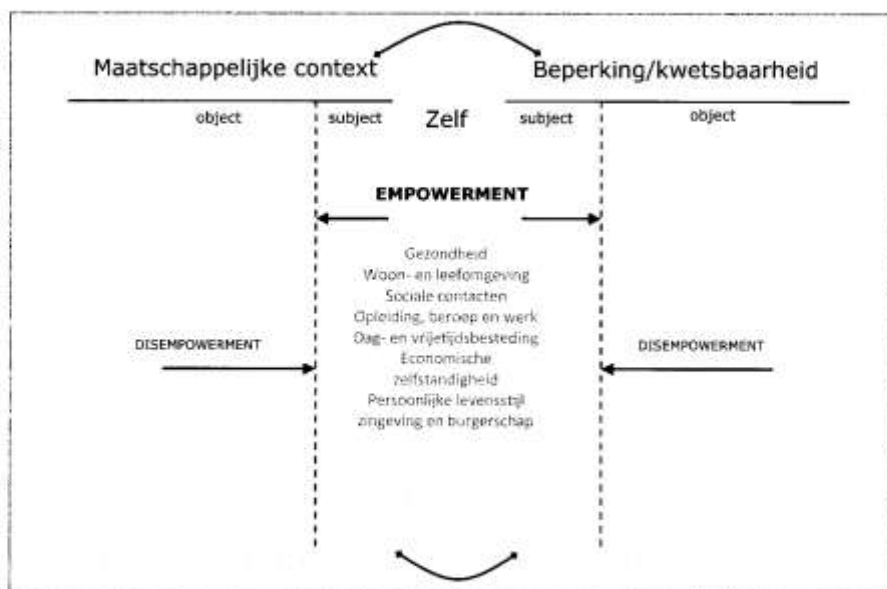 Maatschappelijke context
Beperking/kwetsbaarheid
object
subject
Zelf
subject
object
EMPOWERMENT
Gezondheid
Woon- en leefomgeving
Sociale contacten
Opleiding, beroep en werk
Dag- en vrijetijdsbesteding
Economische
zelfstandigheid
Persoonlijke levensstijl
zingeving en burgerschap
DISEMPOWERMENT
DISEMPOWERMENT